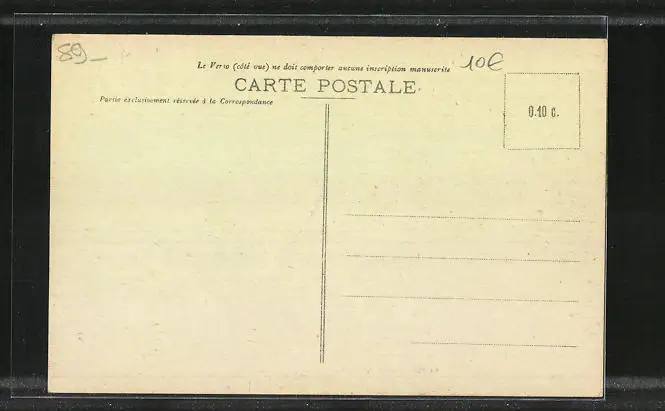 89_
Le Verso (côté vue) ne doit comporter aucune inscription manuscrite
10€
CARTE POSTALE
Partie exclusivement réservée à la Correspondance
0.10 c.